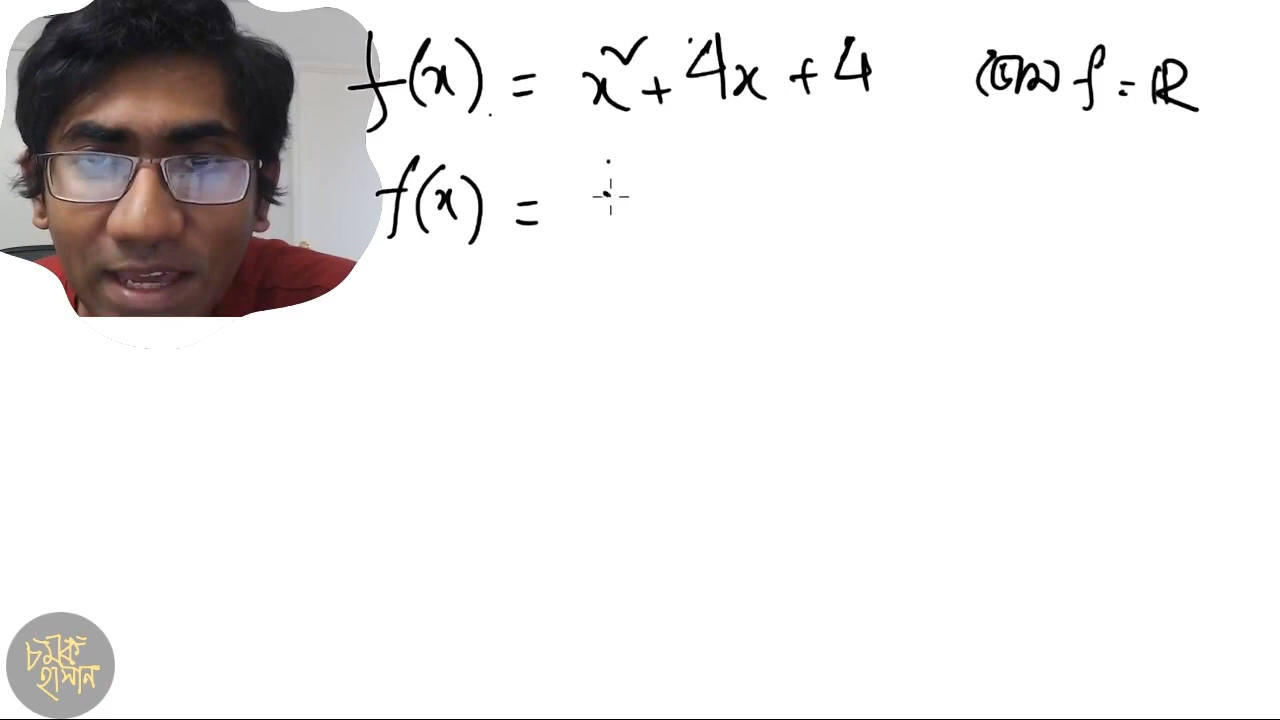 f(x) = x² + 4x + 4 ডোম f = ℝ
f(x) =
চমক
হাসান